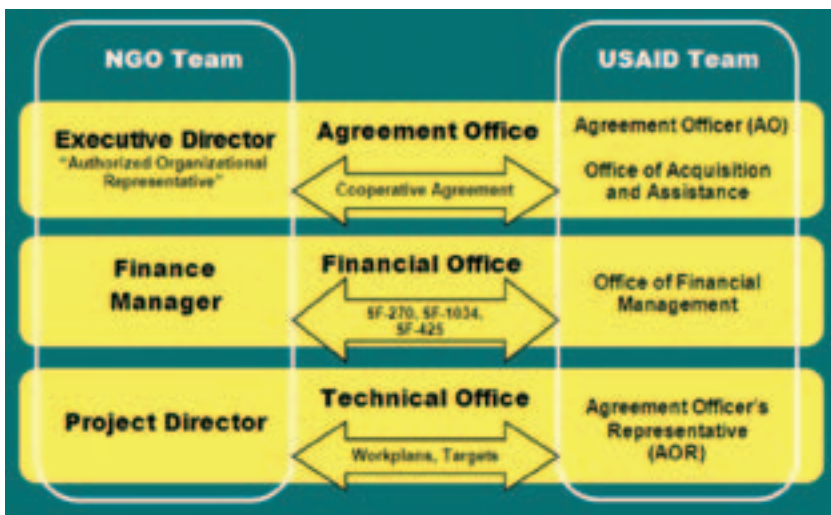 NGO Team
USAID Team
Executive Director
"Authorized Organizational
Representative"
Agreement Office
Cooperative Agreement
Agreement Officer (AO)
Office of Acquisition
and Assistance
Finance
Manager
Financial Office
SF-270, SF-1034,
SF-425
Office of Financial
Management
Project Director
Technical Office
Workplans, Targets
Agreement Officer's
Representative
(AOR)